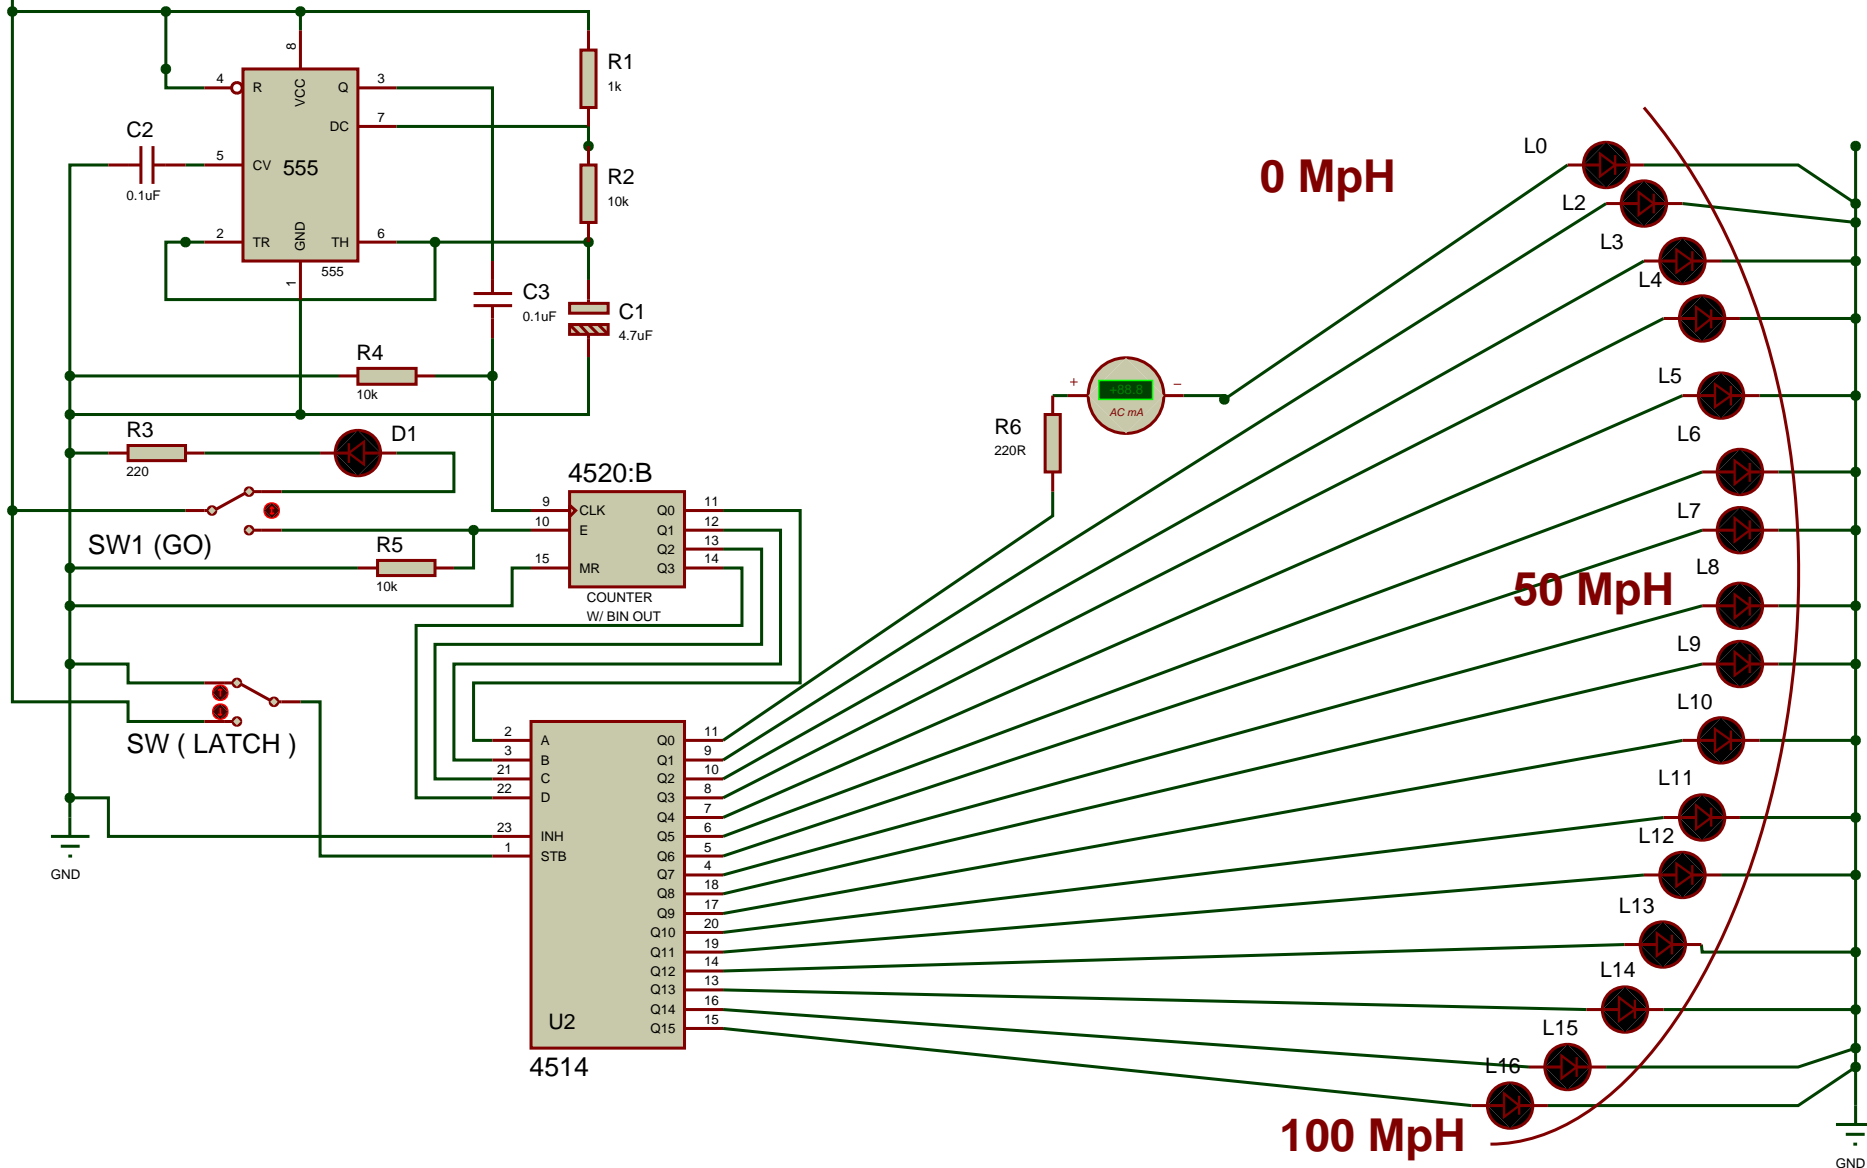 8
4
R
VCC
Q
3
R1
1k
DC
7
C2
5
CV
555
0.1uF
R2
10k
2
TR
GND
TH
6
555
1
C3
0.1uF
C1
4.7uF
R4
10k
R3
220
D1
SW1 (GO)
R5
10k
4520:B
9
CLK
Q0
11
10
E
Q1
12
Q2
13
15
MR
Q3
14
COUNTER
W/ BIN OUT
SW ( LATCH )
GND
2
A
Q0
11
3
B
Q1
9
21
C
Q2
10
22
D
Q3
8
Q4
7
23
INH
Q5
6
1
STB
Q6
5
Q7
4
Q8
18
Q9
17
Q10
20
Q11
19
Q12
14
Q13
13
Q14
16
U2
Q15
15
4514
R6
220R
+
+88.8
−
AC mA
0 MpH
L0
L2
L3
L4
L5
L6
L7
50 MpH
L8
L9
L10
L11
L12
L13
L14
L15
L16
100 MpH
GND